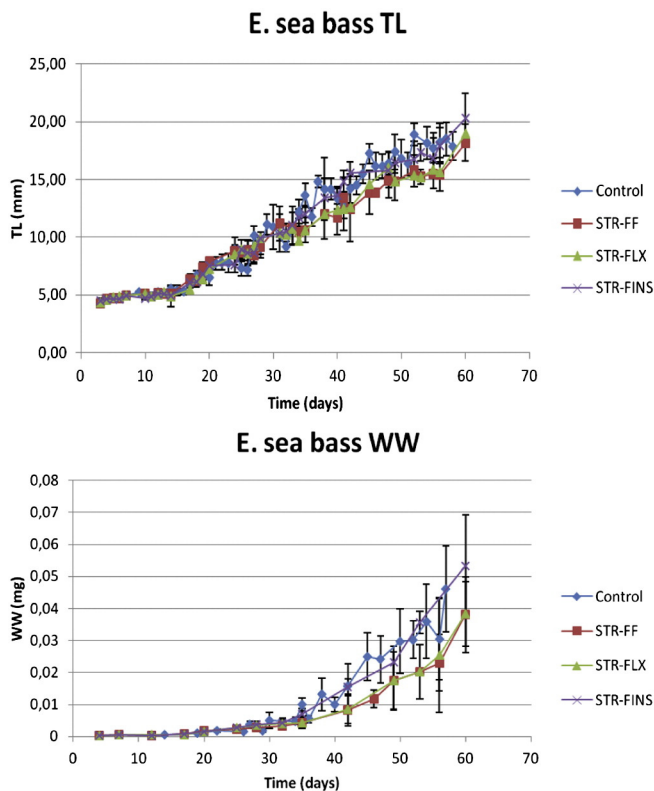 E. sea bass TL
25,00
20,00
15,00
10,00
5,00
0,00
TL (mm)
0 10 20 30 40 50 60 70
Time (days)
Control
STR-FF
STR-FLX
STR-FINS
E. sea bass WW
0,08
0,07
0,06
0,05
0,04
0,03
0,02
0,01
0
WW (mg)
0 10 20 30 40 50 60 70
Time (days)
Control
STR-FF
STR-FLX
STR-FINS